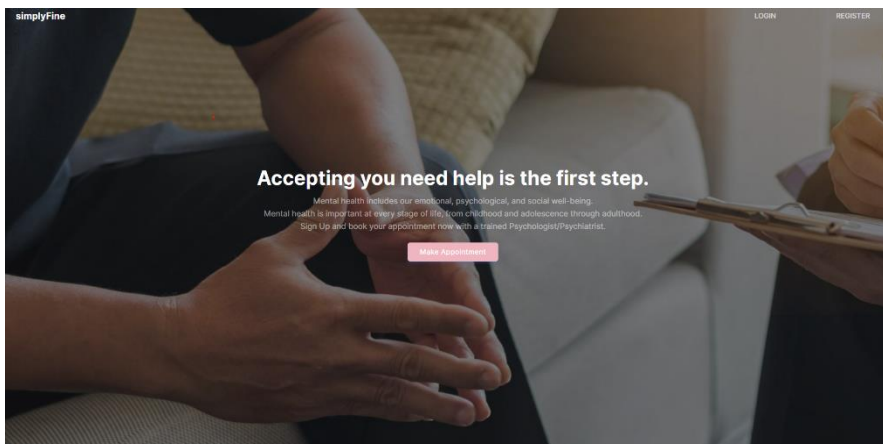 simplyFine
LOGIN
REGISTER
Accepting you need help is the first step.
Mental health includes our emotional, psychological, and social well-being.
Mental health is important at every stage of life, from childhood and adolescence through adulthood.
Sign Up and book your appointment now with a trained Psychologist/Psychiatrist.
Make Appointment